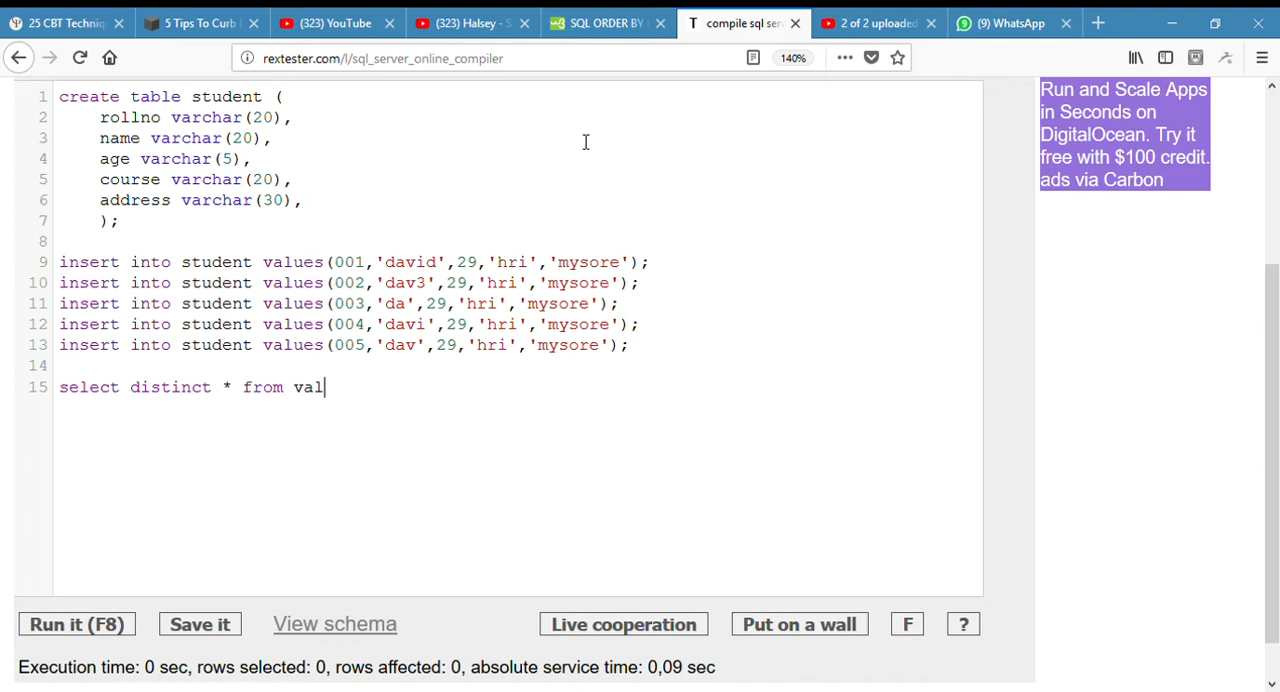 25 CBT Techniq
5 Tips To Curb
(323) YouTube
(323) Halsey - S
SQL ORDER BY
compile sql ser
2 of 2 uploaded
(9) WhatsApp
rextester.com/l/sql_server_online_compiler
140%
1 create table student (
2 rollno varchar(20),
3 name varchar(20),
4 age varchar(5),
5 course varchar(20),
6 address varchar(30),
7 );
8
9 insert into student values(001,'david',29,'hri','mysore');
10 insert into student values(002,'dav3',29,'hri','mysore');
11 insert into student values(003,'da',29,'hri','mysore');
12 insert into student values(004,'davi',29,'hri','mysore');
13 insert into student values(005,'dav',29,'hri','mysore');
14
15 select distinct * from val
Run and Scale Apps
in Seconds on
DigitalOcean. Try it
free with $100 credit.
ads via Carbon
Run it (F8)
Save it
View schema
Live cooperation
Put on a wall
F
?
Execution time: 0 sec, rows selected: 0, rows affected: 0, absolute service time: 0,09 sec